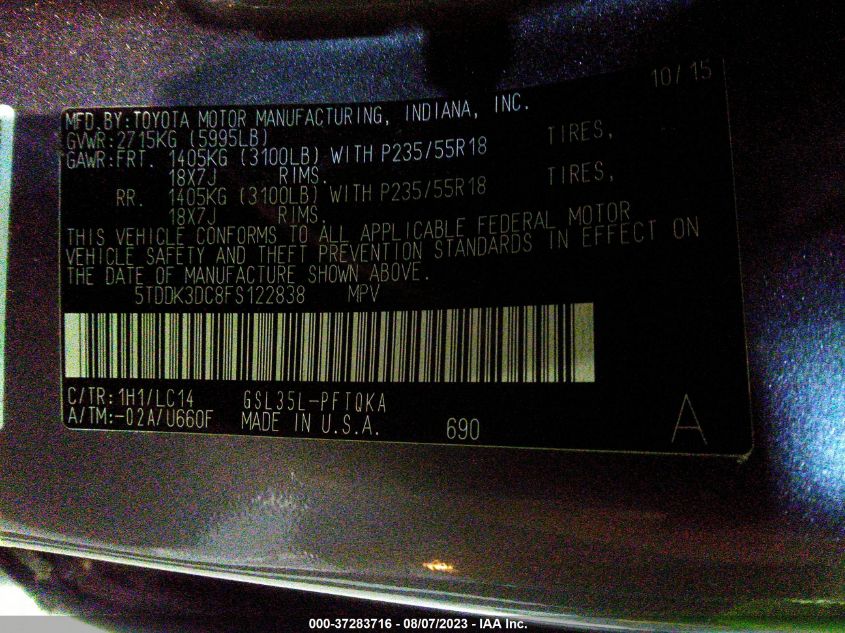 10/15
MFD.BY:TOYOTA MOTOR MANUFACTURING, INDIANA, INC.
GVWR:2715KG (5995LB)
GAWR:FRT. 1405KG (3100LB) WITH P235/55R18 TIRES,
18X7J RIMS.
RR. 1405KG (3100LB) WITH P235/55R18 TIRES,
18X7J RIMS.
THIS VEHICLE CONFORMS TO ALL APPLICABLE FEDERAL MOTOR
VEHICLE SAFETY AND THEFT PREVENTION STANDARDS IN EFFECT ON
THE DATE OF MANUFACTURE SHOWN ABOVE.
5TDDK3DC8FS122838 MPV
C/TR:1H1/LC14 GSL35L-PFTQKA
A/TM:-02A/U660F MADE IN U.S.A. 690 A
000-37283716 - 08/07/2023 - IAA Inc.